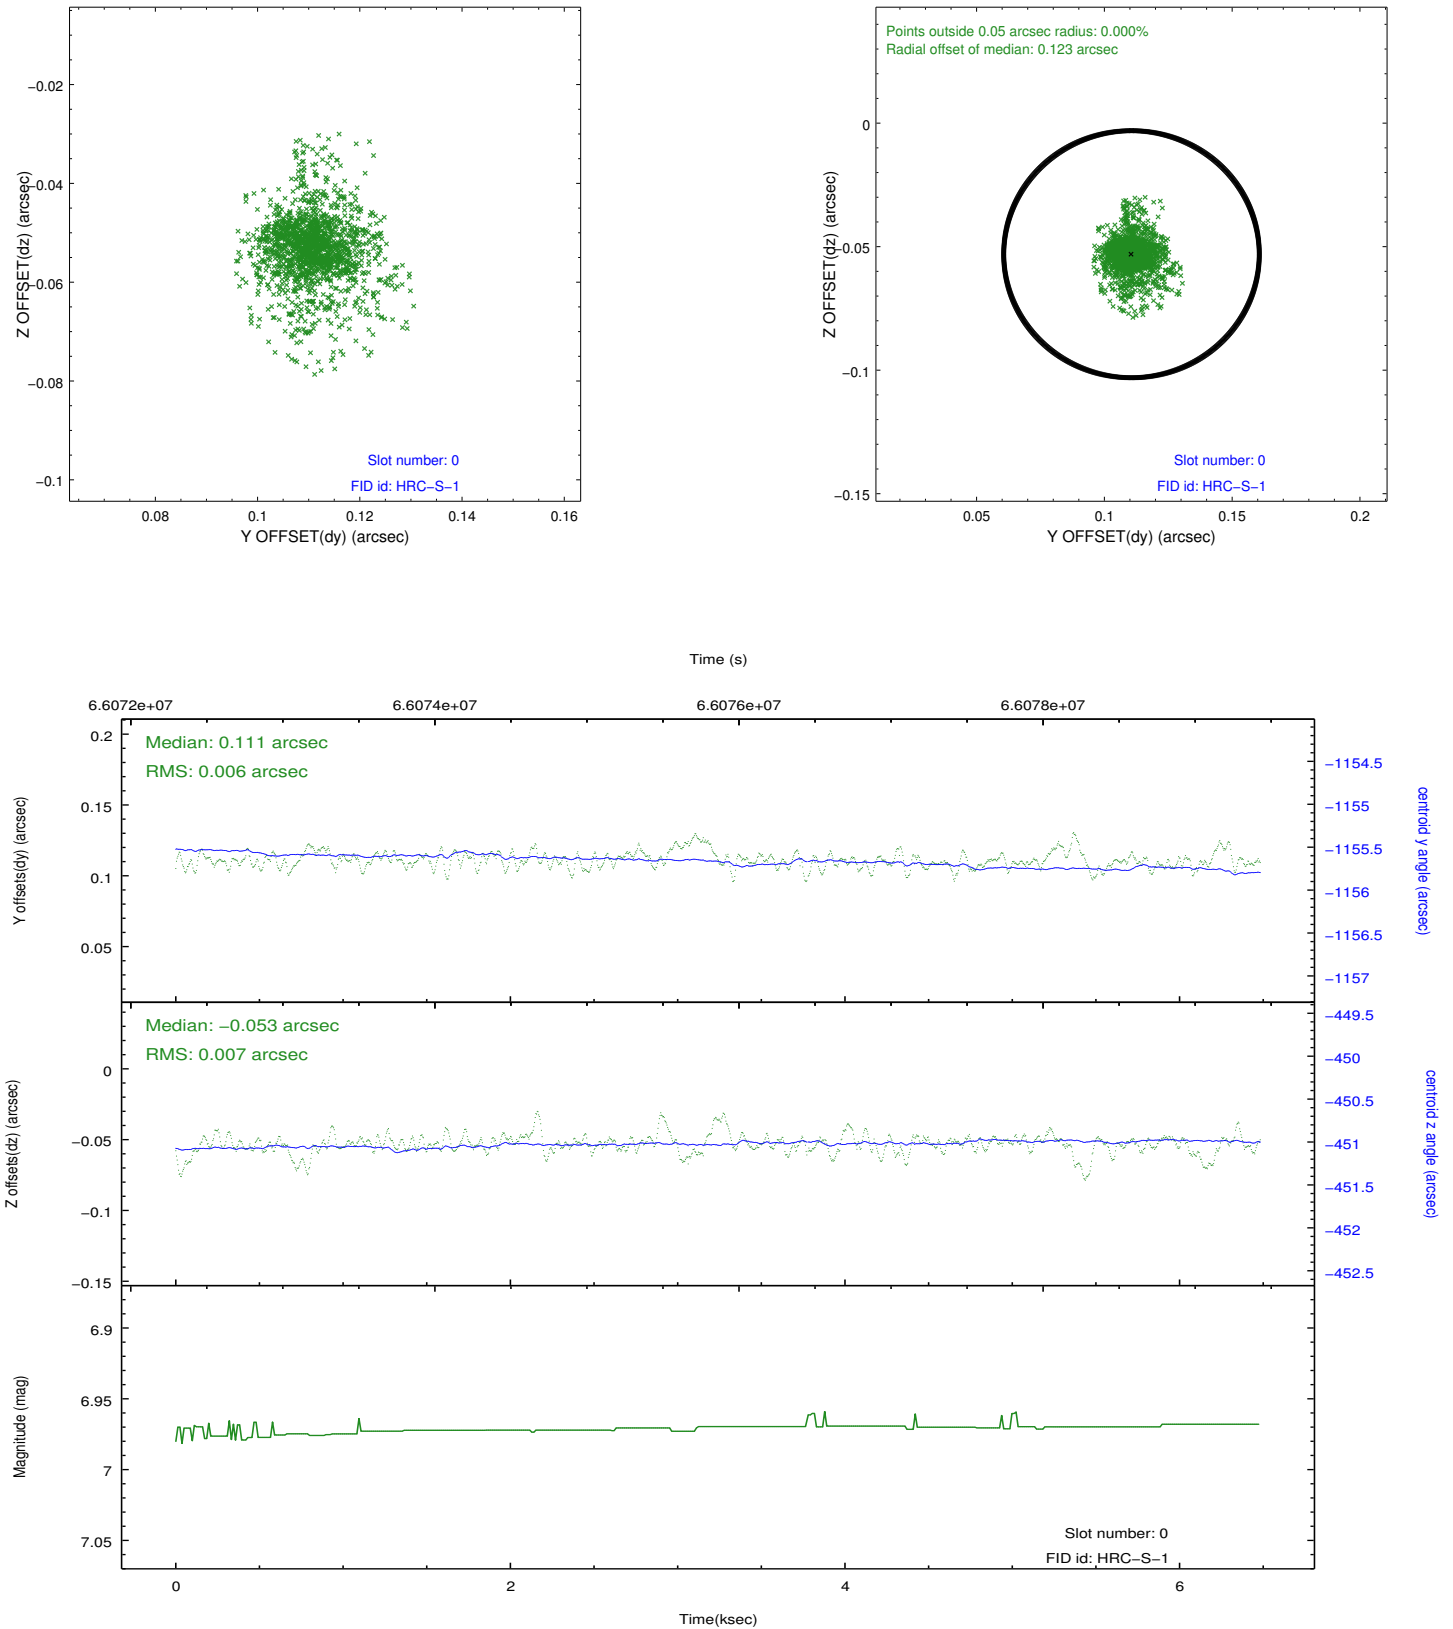 −0.02
−0.04
−0.06
−0.08
−0.1
Z OFFSET(dz) (arcsec)
Slot number: 0
FID id: HRC−S−1
0.08
0.1
0.12
0.14
0.16
Y OFFSET(dy) (arcsec)
Points outside 0.05 arcsec radius: 0.000%
Radial offset of median: 0.123 arcsec
0
−0.05
−0.1
−0.15
Z OFFSET(dz) (arcsec)
Slot number: 0
FID id: HRC−S−1
0.05
0.1
0.15
0.2
Y OFFSET(dy) (arcsec)
Time (s)
6.6072e+07
6.6074e+07
6.6076e+07
6.6078e+07
Median: 0.111 arcsec
RMS: 0.006 arcsec
0.2
0.15
0.1
0.05
Y offsets(dy) (arcsec)
−1154.5
−1155
−1155.5
−1156
−1156.5
−1157
centroid y angle (arcsec)
Median: −0.053 arcsec
RMS: 0.007 arcsec
0
−0.05
−0.1
−0.15
Z offsets(dz) (arcsec)
−449.5
−450
−450.5
−451
−451.5
−452
−452.5
centroid z angle (arcsec)
6.9
6.95
7
7.05
Magnitude (mag)
Slot number: 0
FID id: HRC−S−1
0
2
4
6
Time(ksec)